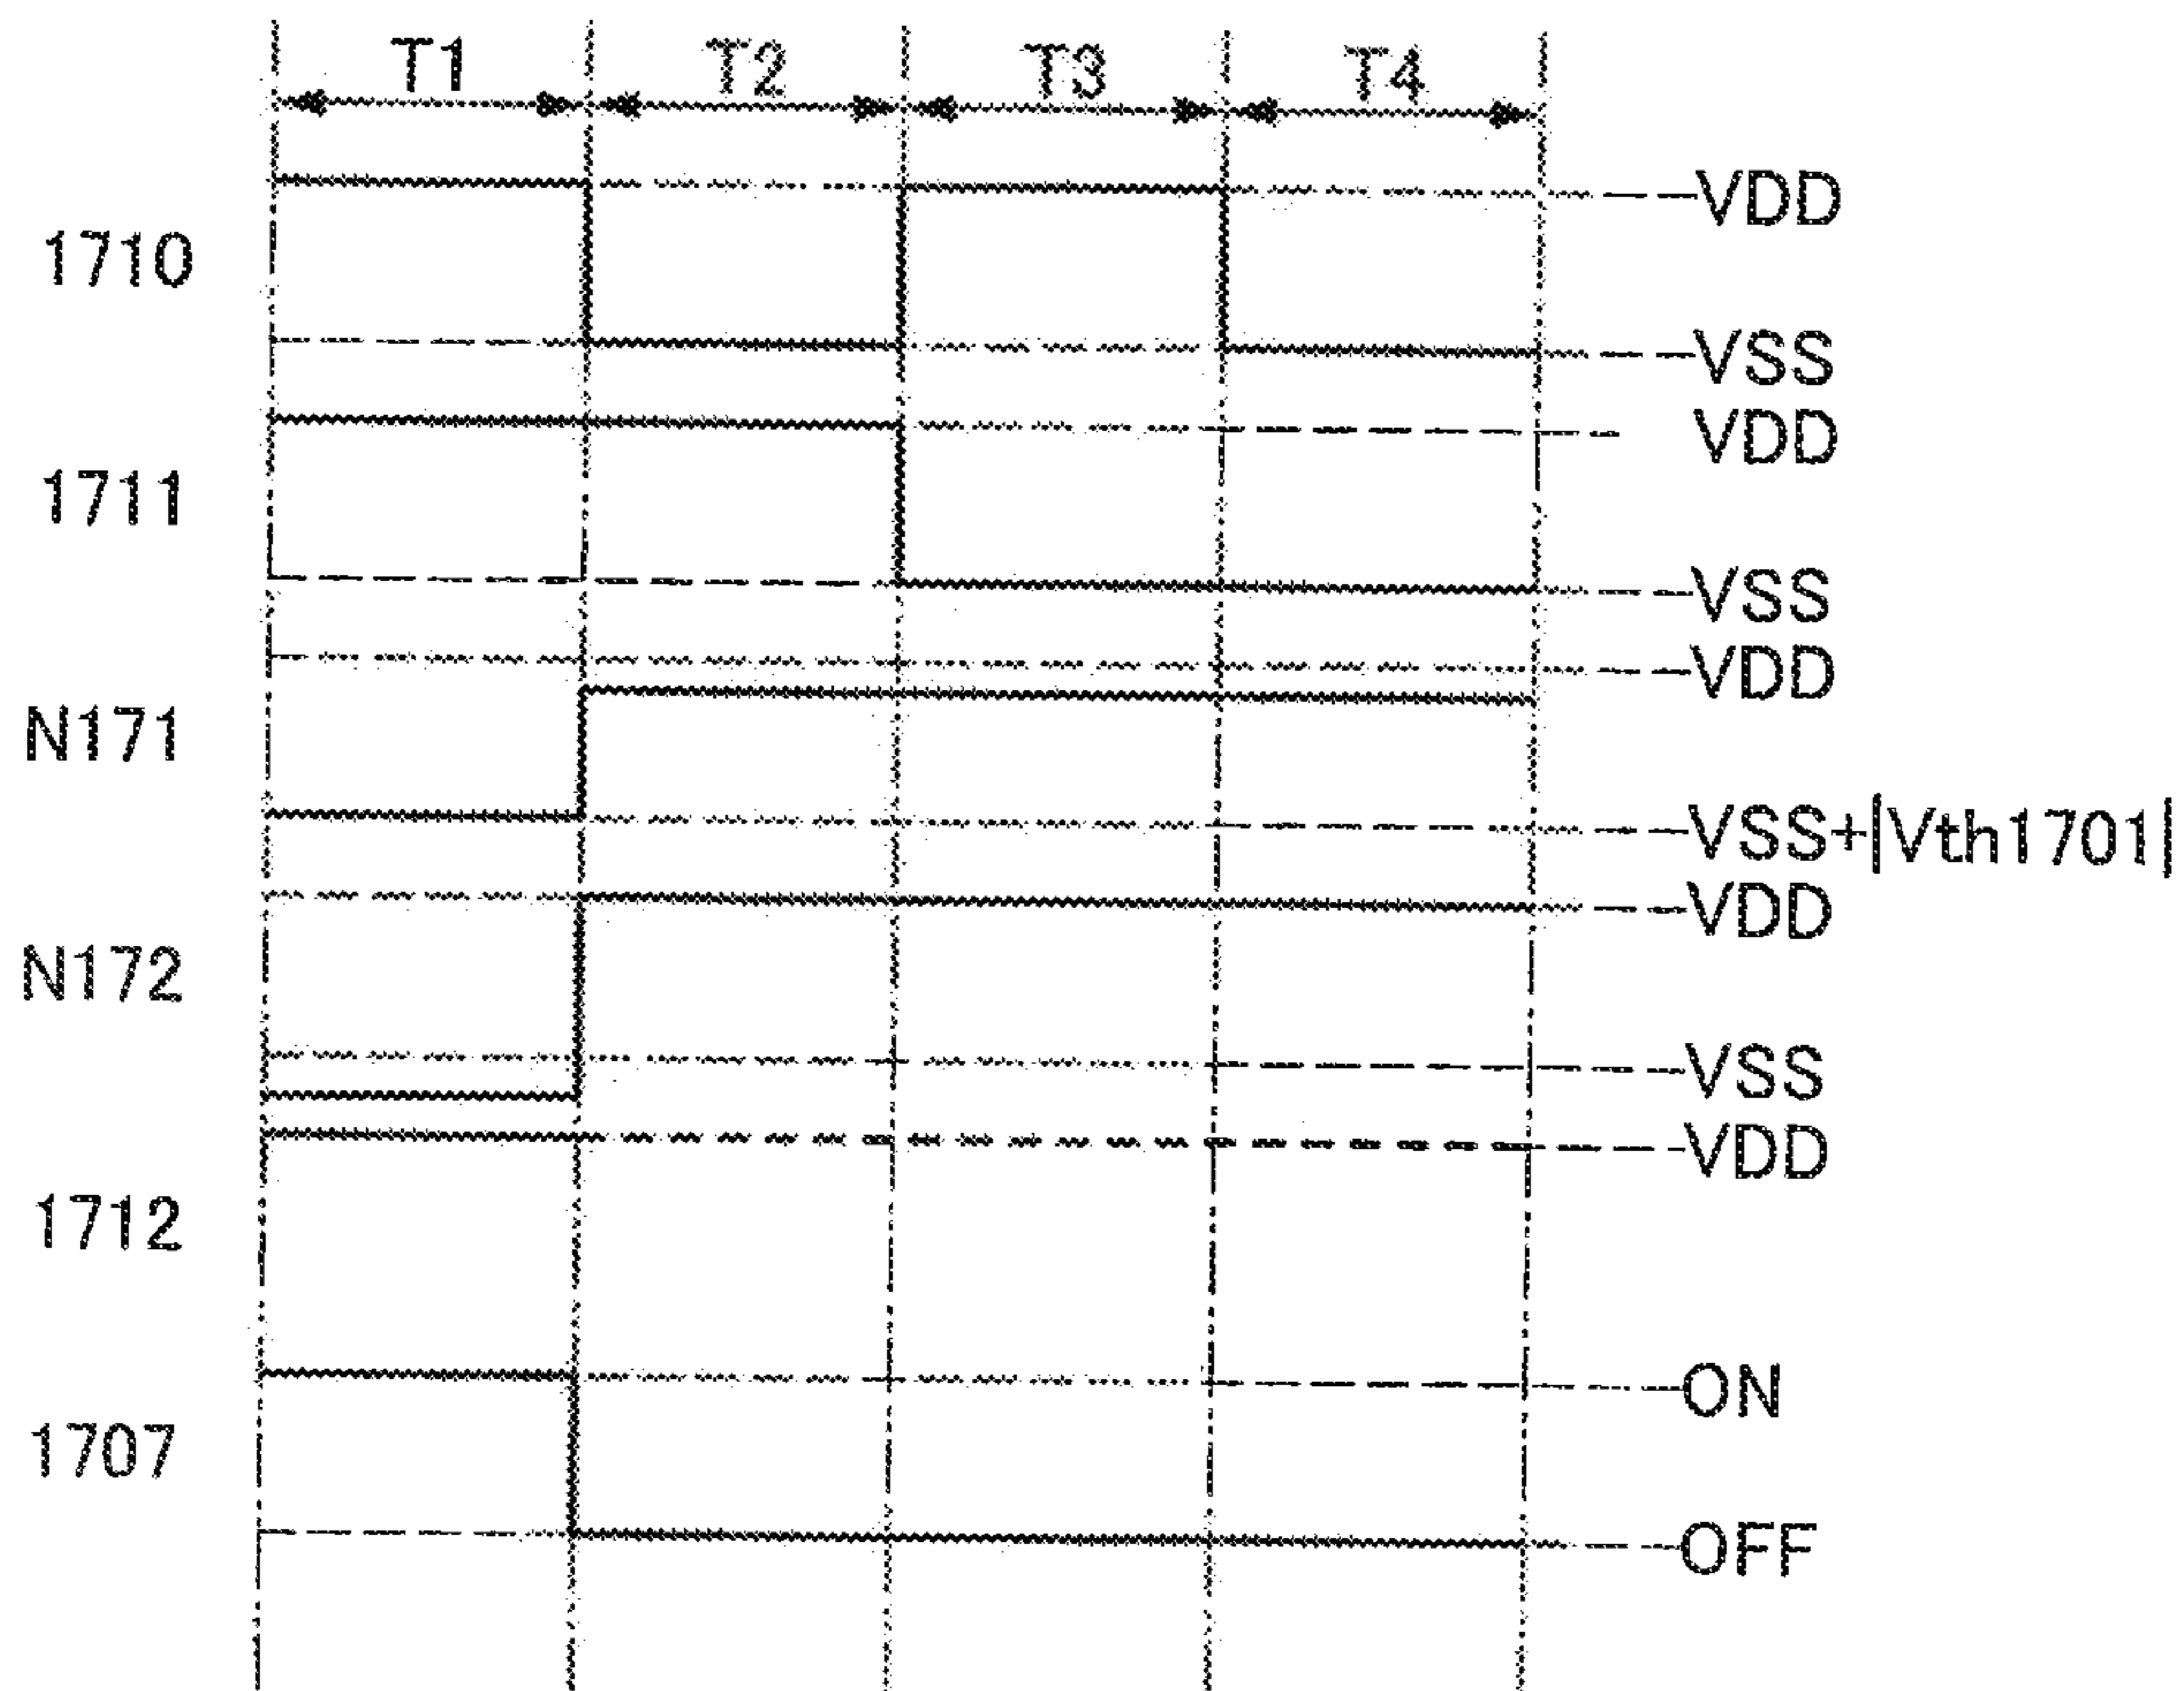 T1 T2 T3 T4
VDD
1710
VSS
VDD
1711
VSS
VDD
N171
VSS+|Vth1701|
VDD
N172
VSS
VDD
1712
ON
1707
OFF